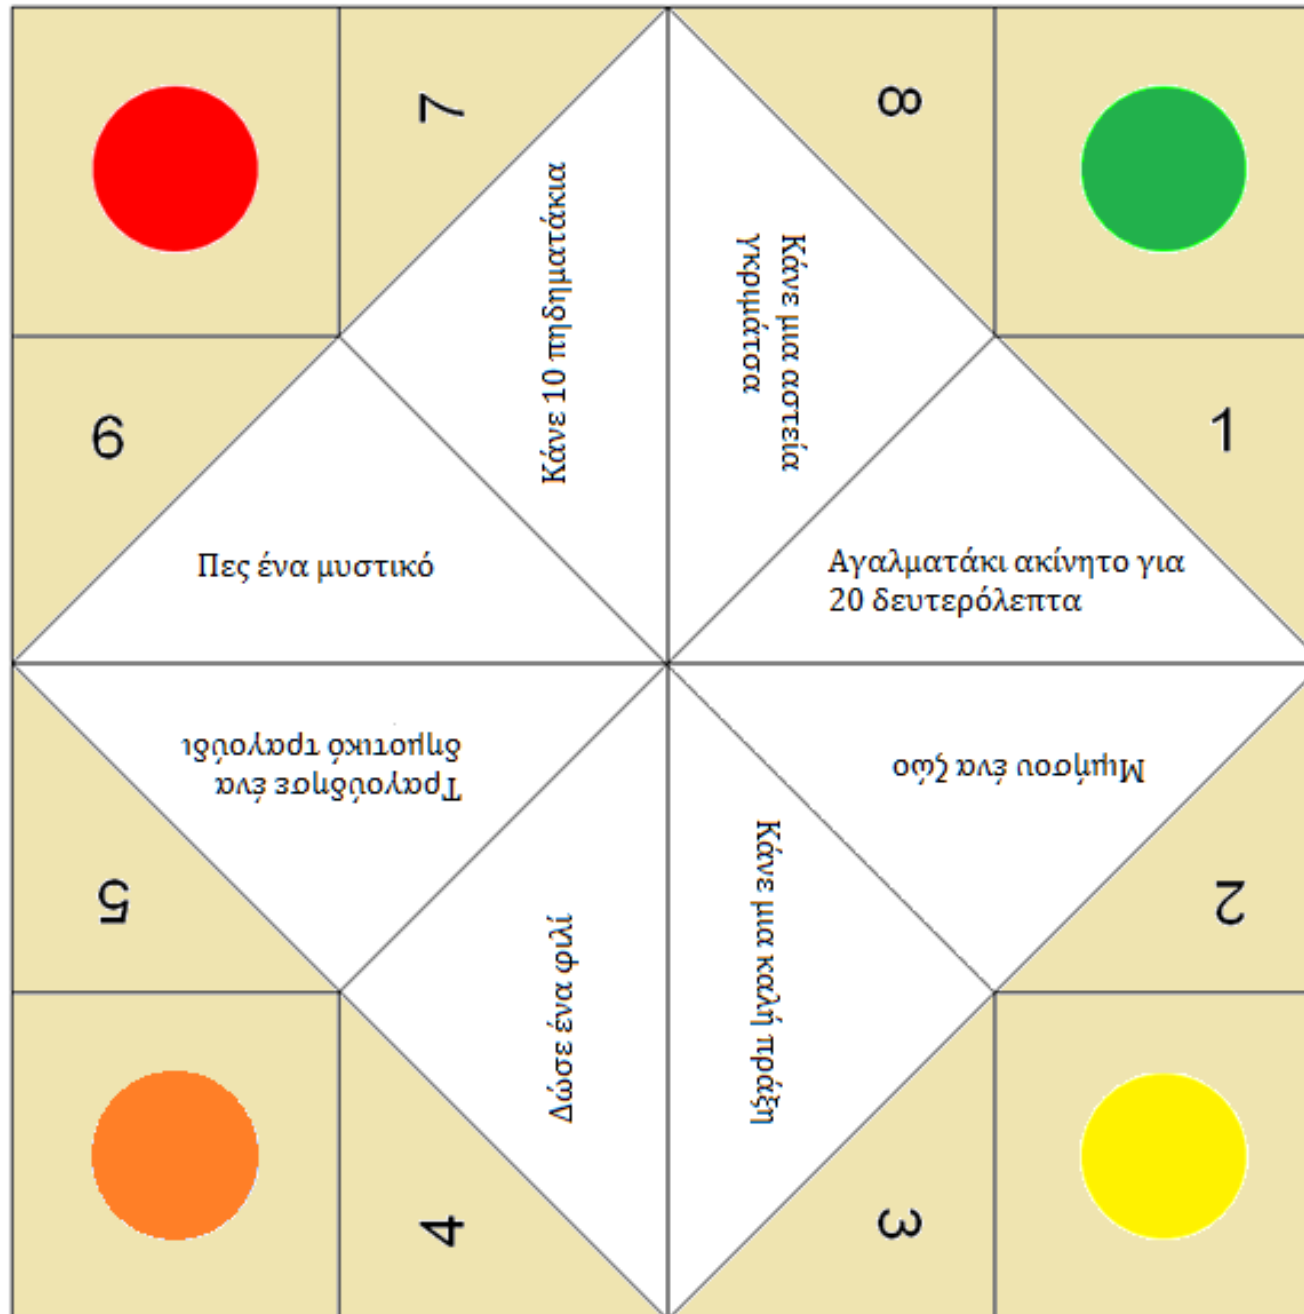 7
8
Κάνε 10 πηδηματάκια
Κάνε μια αστεία
γκριμάτσα
6
1
Πες ένα μυστικό
Αγαλματάκι ακίνητο για
20 δευτερόλεπτα
Τραγούδησε ένα
δημοτικό τραγούδι
Μιμήσου ένα ζώο
5
2
Δώσε ένα φιλί
Κάνε μια καλή πράξη
4
3